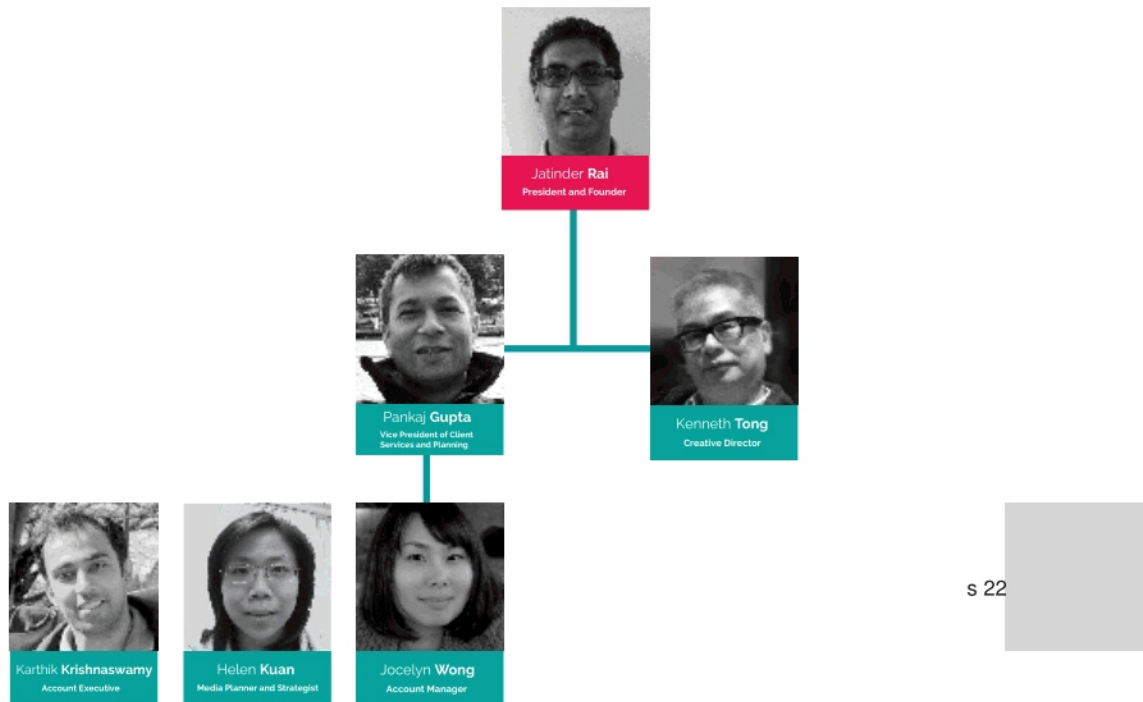 Jatinder Rai
President and Founder
Pankaj Gupta
Vice President of Client
Services and Planning
Kenneth Tong
Creative Director
Karthik Krishnaswamy
Account Executive
Helen Kuan
Media Planner and Strategist
Jocelyn Wong
Account Manager
s 22